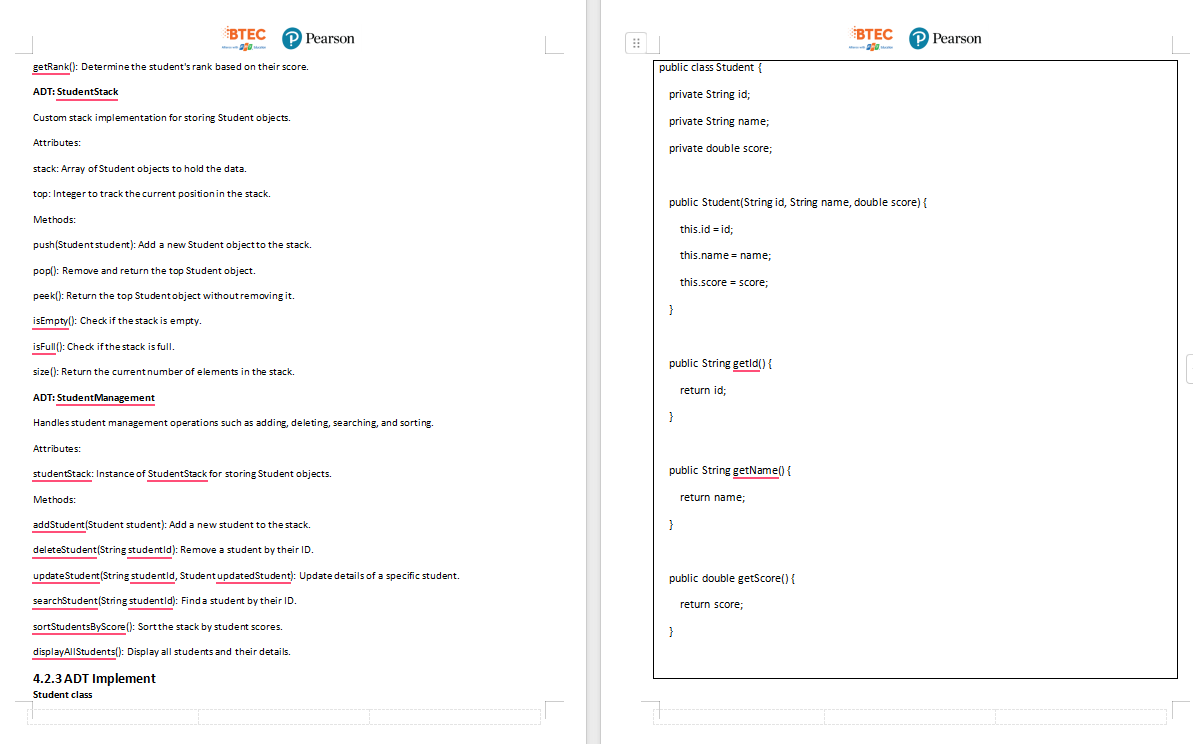 BTEC
Pearson
getRank(): Determine the student's rank based on their score.
ADT: StudentStack
Custom stack implementation for storing Student objects.
Attributes:
stack: Array of Student objects to hold the data.
top: Integer to track the current position in the stack.
Methods:
push(Student student): Add a new Student object to the stack.
pop(): Remove and return the top Student object.
peek(): Return the top Student object without removing it.
isEmpty(): Check if the stack is empty.
isFull(): Check if the stack is full.
size(): Return the current number of elements in the stack.
ADT: StudentManagement
Handles student management operations such as adding, deleting, searching, and sorting.
Attributes:
studentStack: Instance of StudentStack for storing Student objects.
Methods:
addStudent(Student student): Add a new student to the stack.
deleteStudent(String studentId): Remove a student by their ID.
updateStudent(String studentId, Student updatedStudent): Update details of a specific student.
searchStudent(String studentId): Find a student by their ID.
sortStudentsByScore(): Sort the stack by student scores.
displayAllStudents(): Display all students and their details.
4.2.3 ADT Implement
Student class
BTEC
Pearson
public class Student {
private String id;
private String name;
private double score;
public Student(String id, String name, double score) {
this.id = id;
this.name = name;
this.score = score;
}
public String getId() {
return id;
}
public String getName() {
return name;
}
public double getScore() {
return score;
}